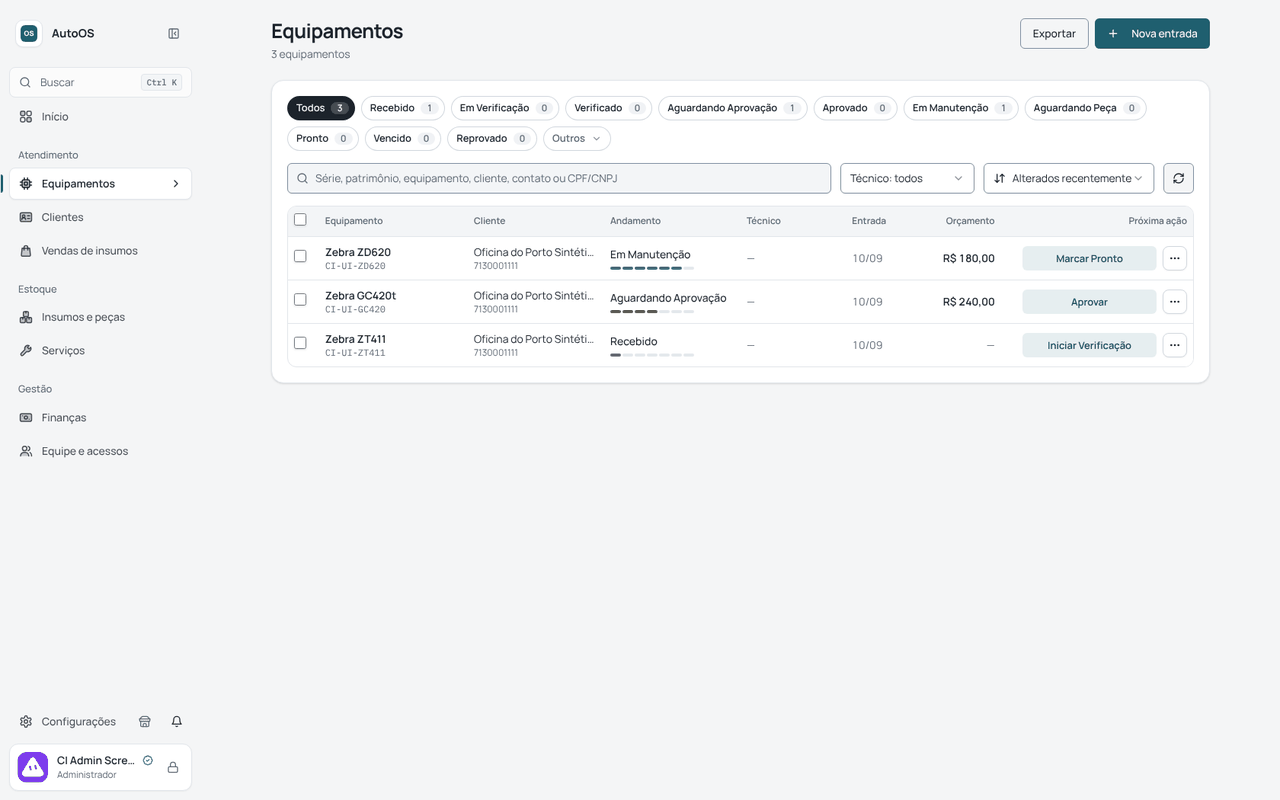 OS AutoOS
Buscar Ctrl K
Início
Atendimento
Equipamentos
Clientes
Vendas de insumos
Estoque
Insumos e peças
Serviços
Gestão
Finanças
Equipe e acessos
Configurações
CI Admin Scre...
Administrador
Equipamentos
3 equipamentos
Exportar
+ Nova entrada
Todos 3 Recebido 1 Em Verificação 0 Verificado 0 Aguardando Aprovação 1 Aprovado 0 Em Manutenção 1 Aguardando Peça 0
Pronto 0 Vencido 0 Reprovado 0 Outros
Série, patrimônio, equipamento, cliente, contato ou CPF/CNPJ Técnico: todos Alterados recentemente
Equipamento Cliente Andamento Técnico Entrada Orçamento Próxima ação
Zebra ZD620 Oficina do Porto Sintéti... Em Manutenção — 10/09 R$ 180,00 Marcar Pronto
CI-UI-ZD620 7130001111
Zebra GC420t Oficina do Porto Sintéti... Aguardando Aprovação — 10/09 R$ 240,00 Aprovar
CI-UI-GC420 7130001111
Zebra ZT411 Oficina do Porto Sintéti... Recebido — 10/09 — Iniciar Verificação
CI-UI-ZT411 7130001111